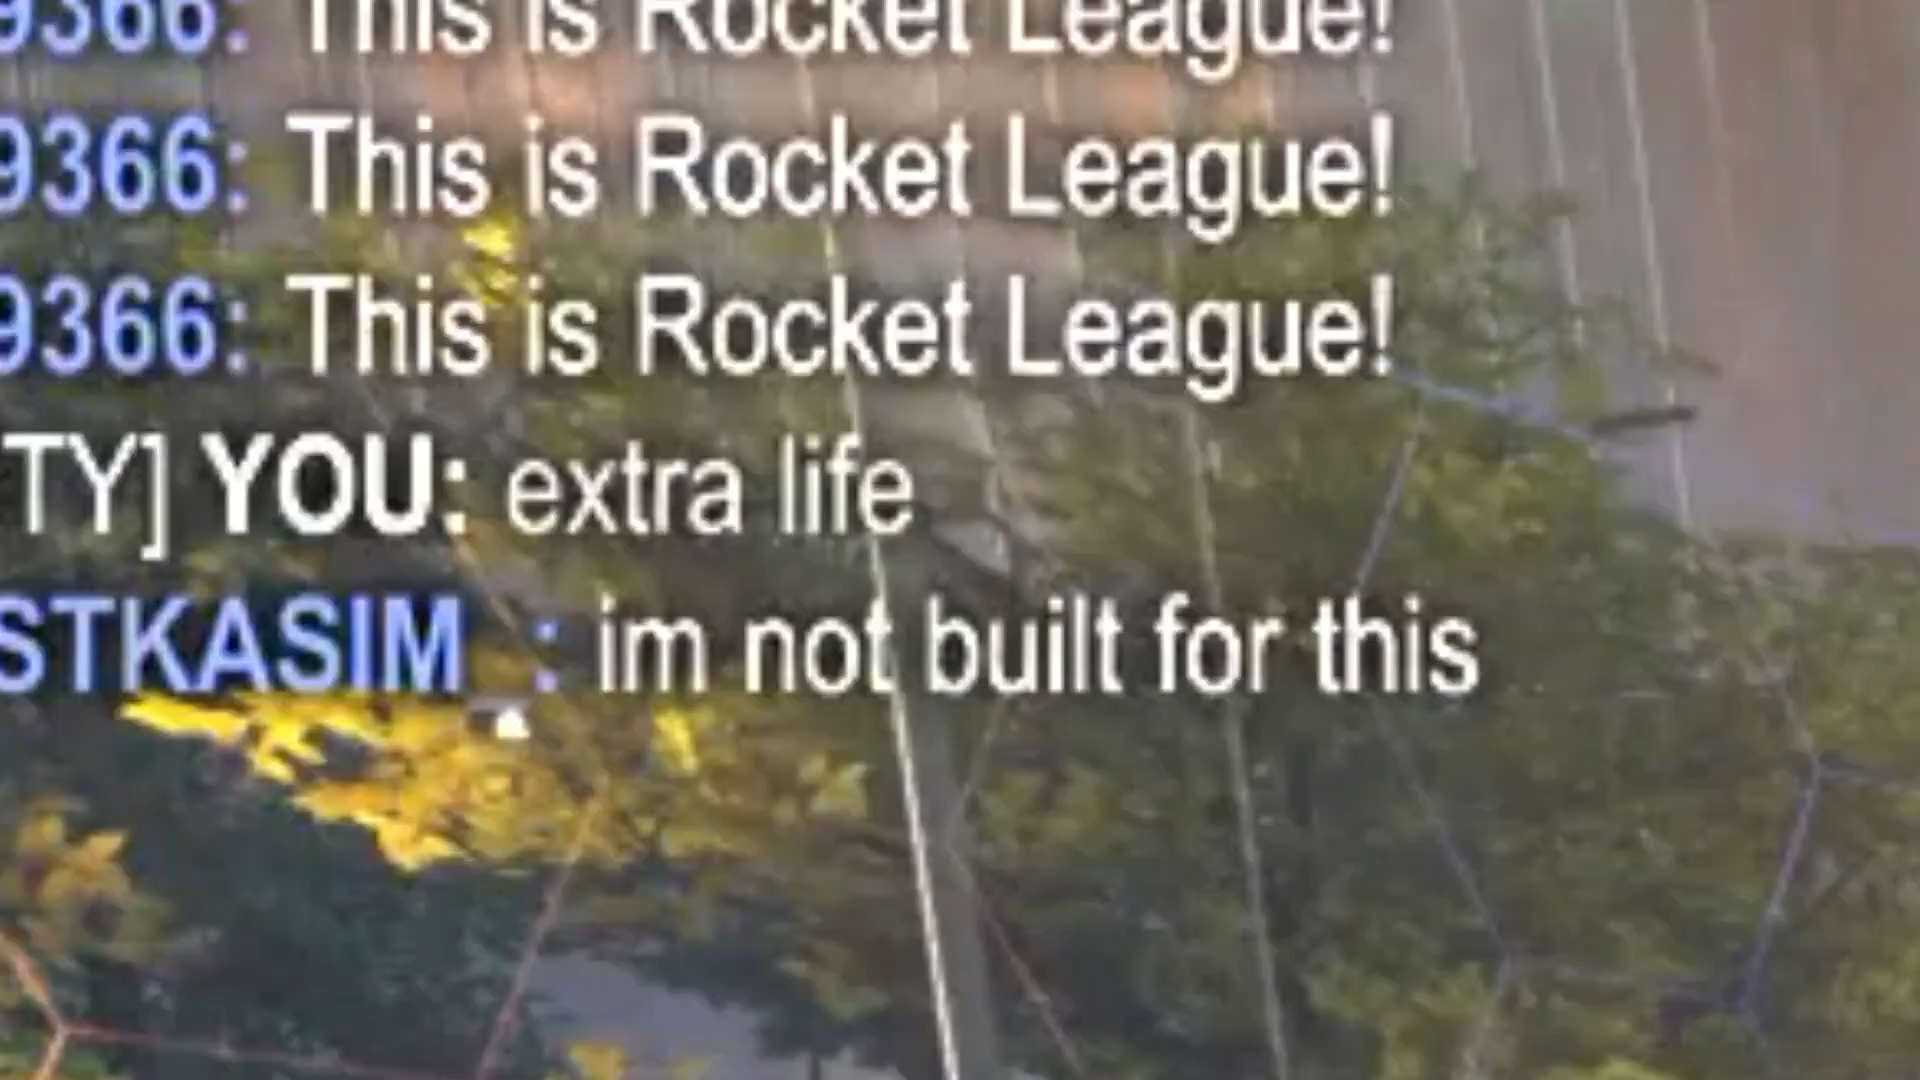 9366: This is Rocket League!
9366: This is Rocket League!
9366: This is Rocket League!
TY] YOU: extra life
STKASIM_: im not built for this